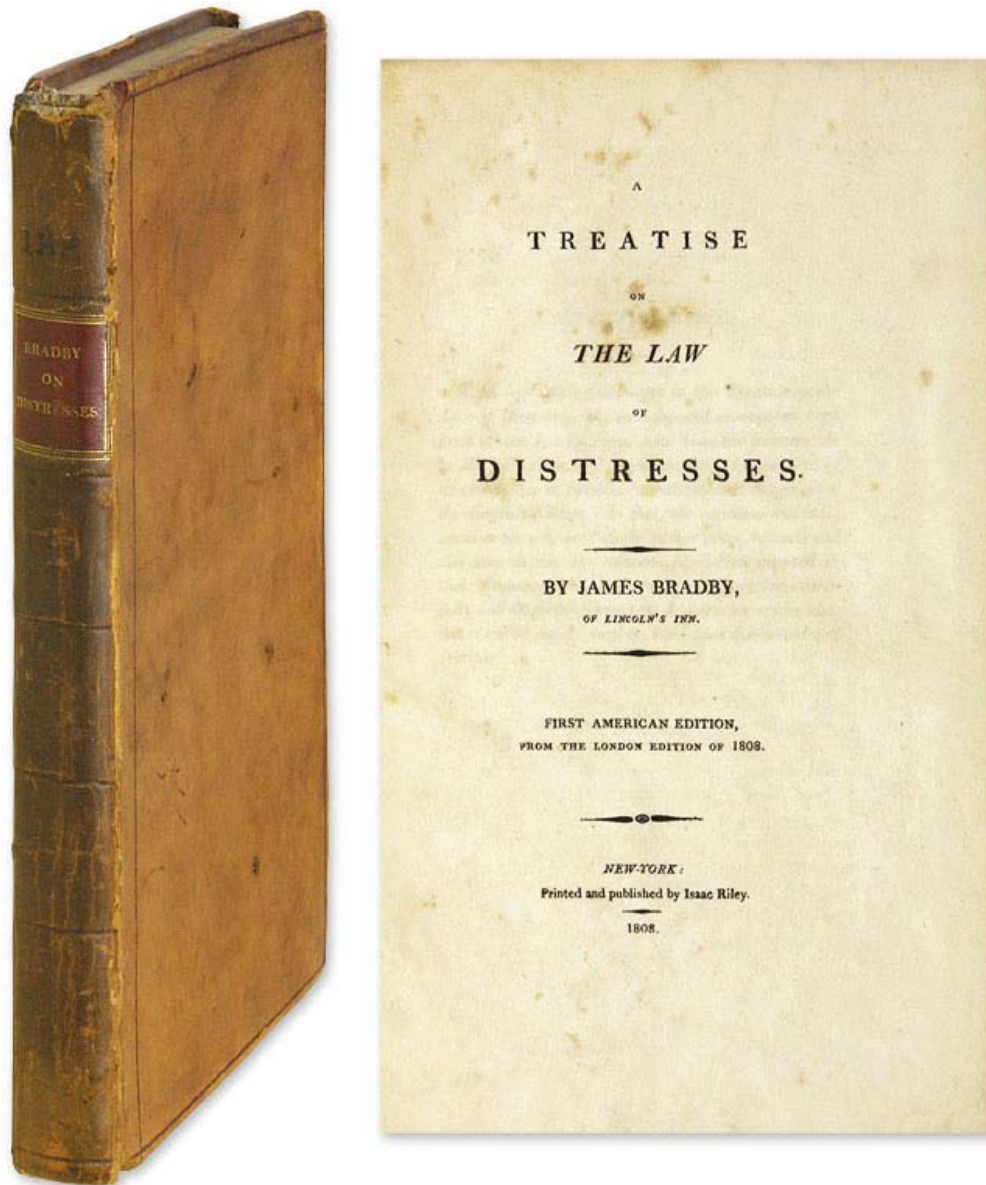 BRADBY
ON
DISTRESSES.
A
TREATISE
ON
THE LAW
OF
DISTRESSES.
BY JAMES BRADBY,
OF LINCOLN'S INN.
FIRST AMERICAN EDITION,
FROM THE LONDON EDITION OF 1808.
NEW-YORK:
Printed and published by Isaac Riley.
1808.